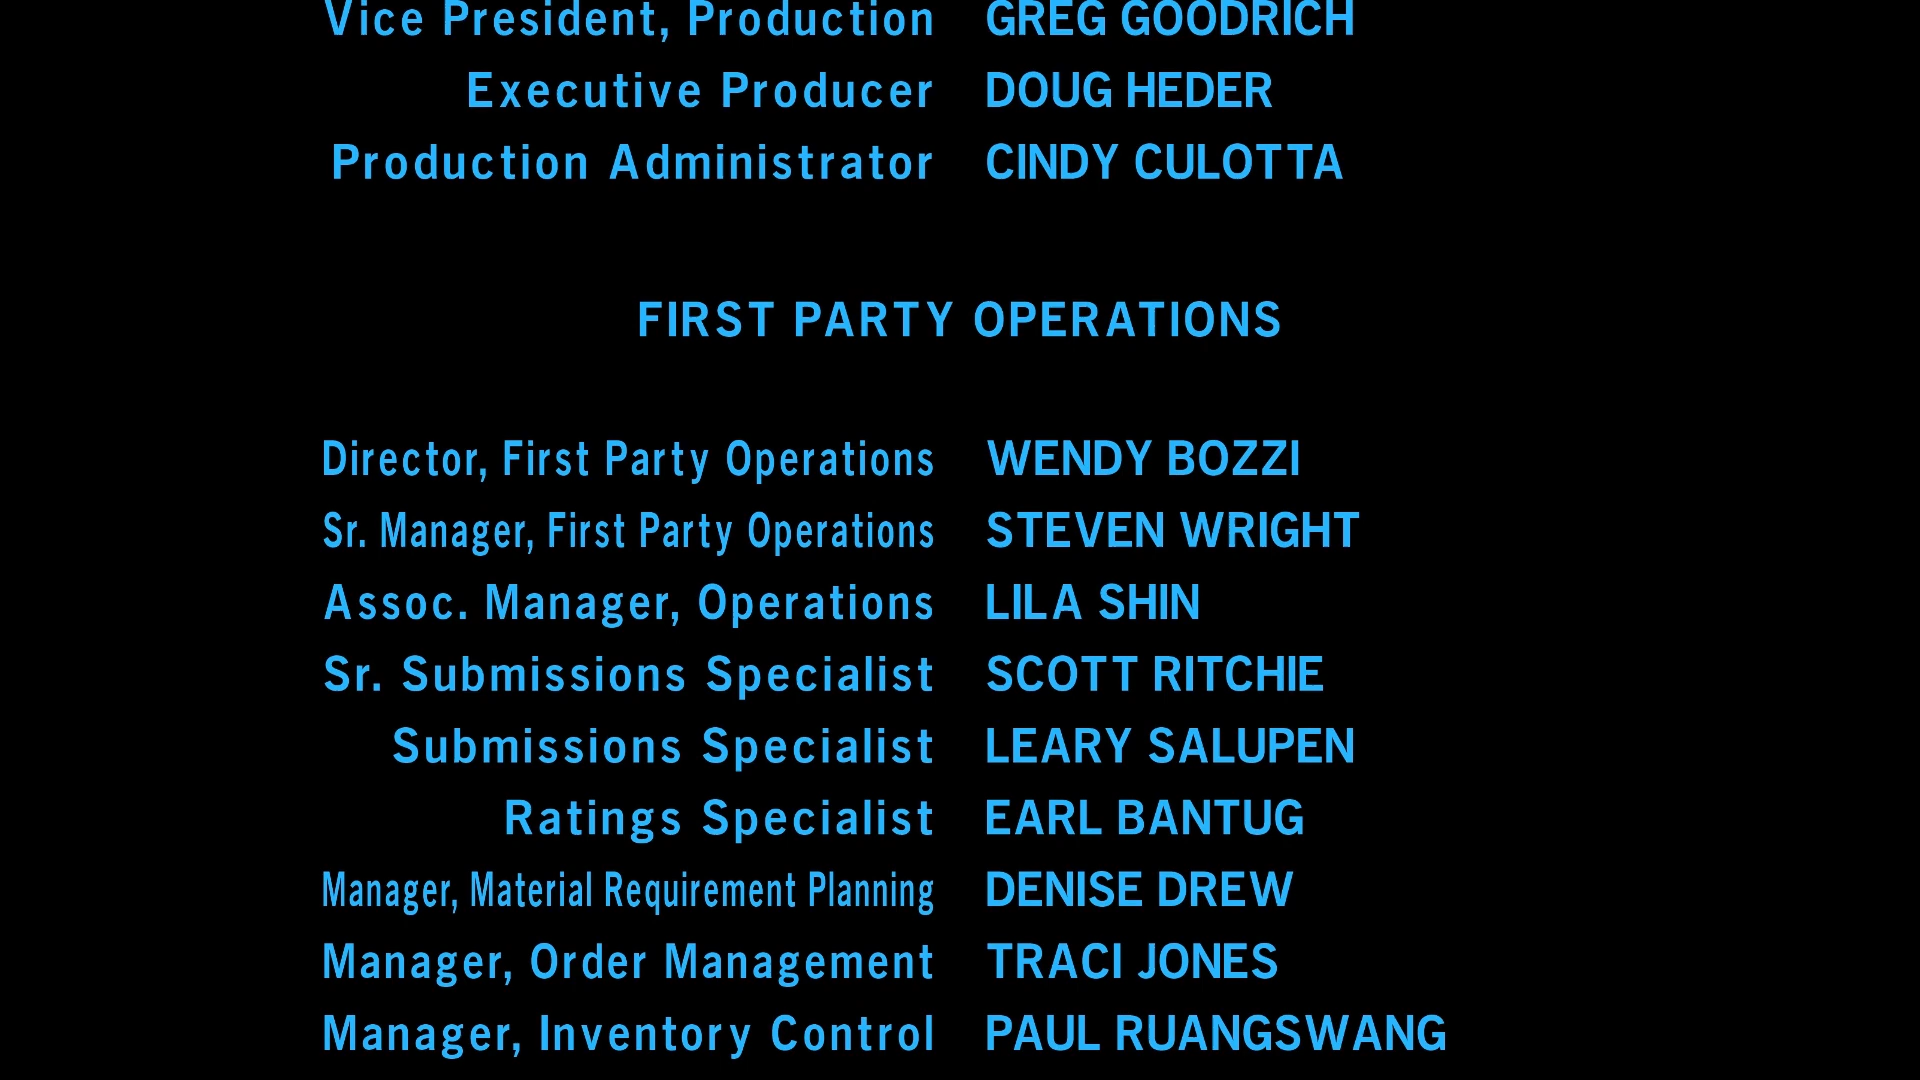 Vice President, Production GREG GOODRICH
Executive Producer DOUG HEDER
Production Administrator CINDY CULOTTA
FIRST PARTY OPERATIONS
Director, First Party Operations WENDY BOZZI
Sr. Manager, First Party Operations STEVEN WRIGHT
Assoc. Manager, Operations LILA SHIN
Sr. Submissions Specialist SCOTT RITCHIE
Submissions Specialist LEARY SALUPEN
Ratings Specialist EARL BANTUG
Manager, Material Requirement Planning DENISE DREW
Manager, Order Management TRACI JONES
Manager, Inventory Control PAUL RUANGSWANG